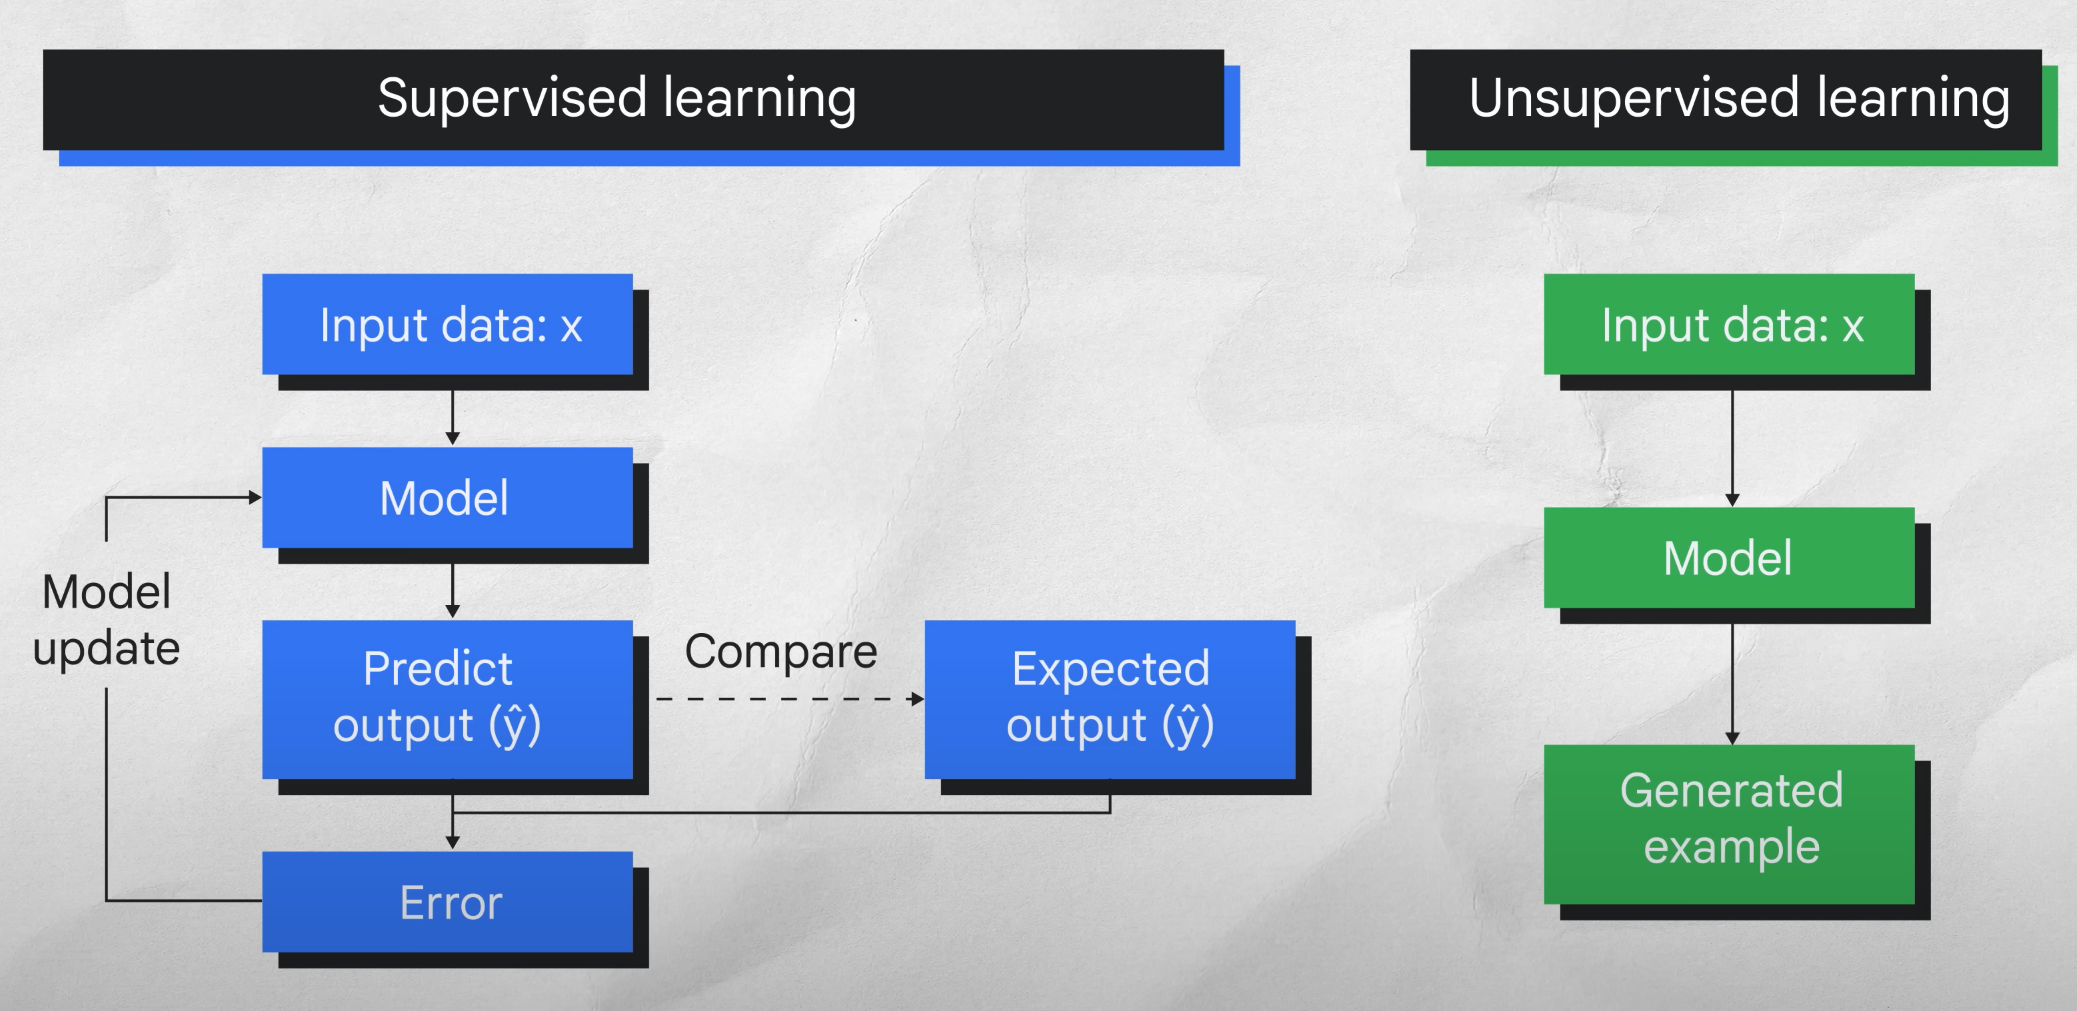 Supervised learning
Unsupervised learning
Input data: x
Model
Model
update
Predict
output (ŷ)
Compare
Expected
output (ŷ)
Error
Input data: x
Model
Generated
example